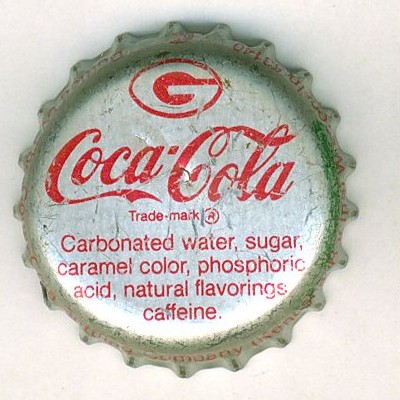 G
Coca-Cola
Trade-mark ®
Carbonated water, sugar,
caramel color, phosphoric
acid, natural flavorings
caffeine.